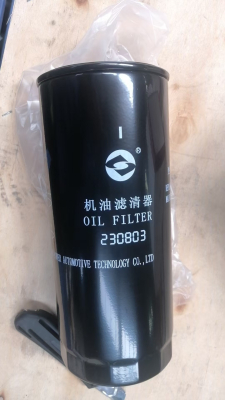 ®
机油滤清器
OIL FILTER
230803
AUTOMOTIVE TECHNOLOGY CO.,LTD